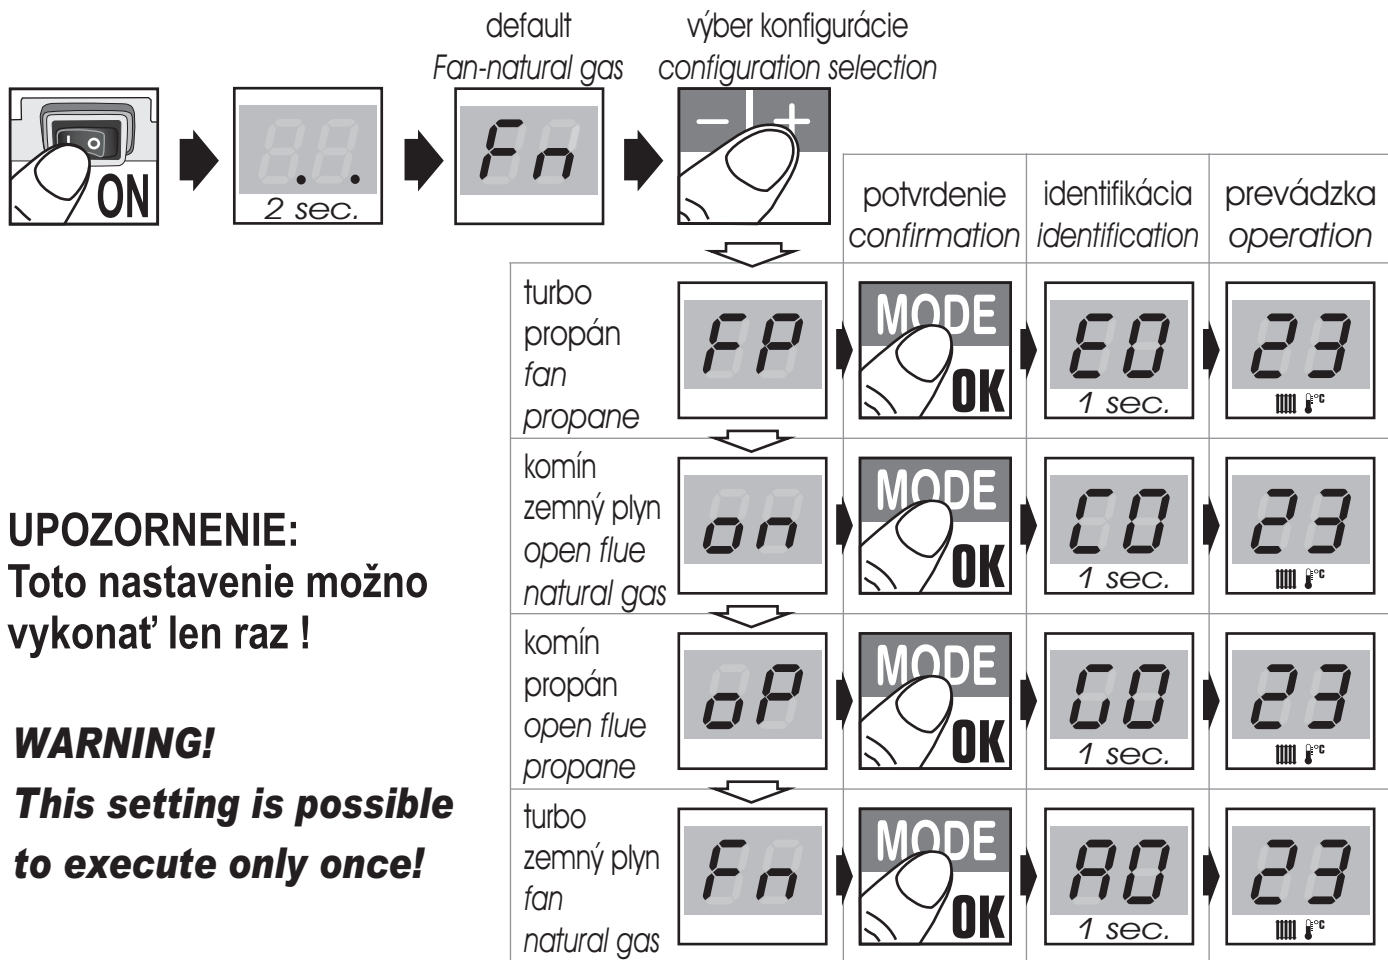 default
Fan-natural gas
výber konfigurácie
configuration selection
I O
ON
2 sec.
Fn
- +
potvrdenie
confirmation
identifikácia
identification
prevádzka
operation
turbo
propán
fan
propane
FP
MODE
OK
E0
1 sec.
23
°C
komín
zemný plyn
open flue
natural gas
on
MODE
OK
C0
1 sec.
23
°C
komín
propán
open flue
propane
oP
MODE
OK
G0
1 sec.
23
°C
turbo
zemný plyn
fan
natural gas
Fn
MODE
OK
A0
1 sec.
23
°C
UPOZORNENIE:
Toto nastavenie možno
vykonať len raz !
WARNING!
This setting is possible
to execute only once!